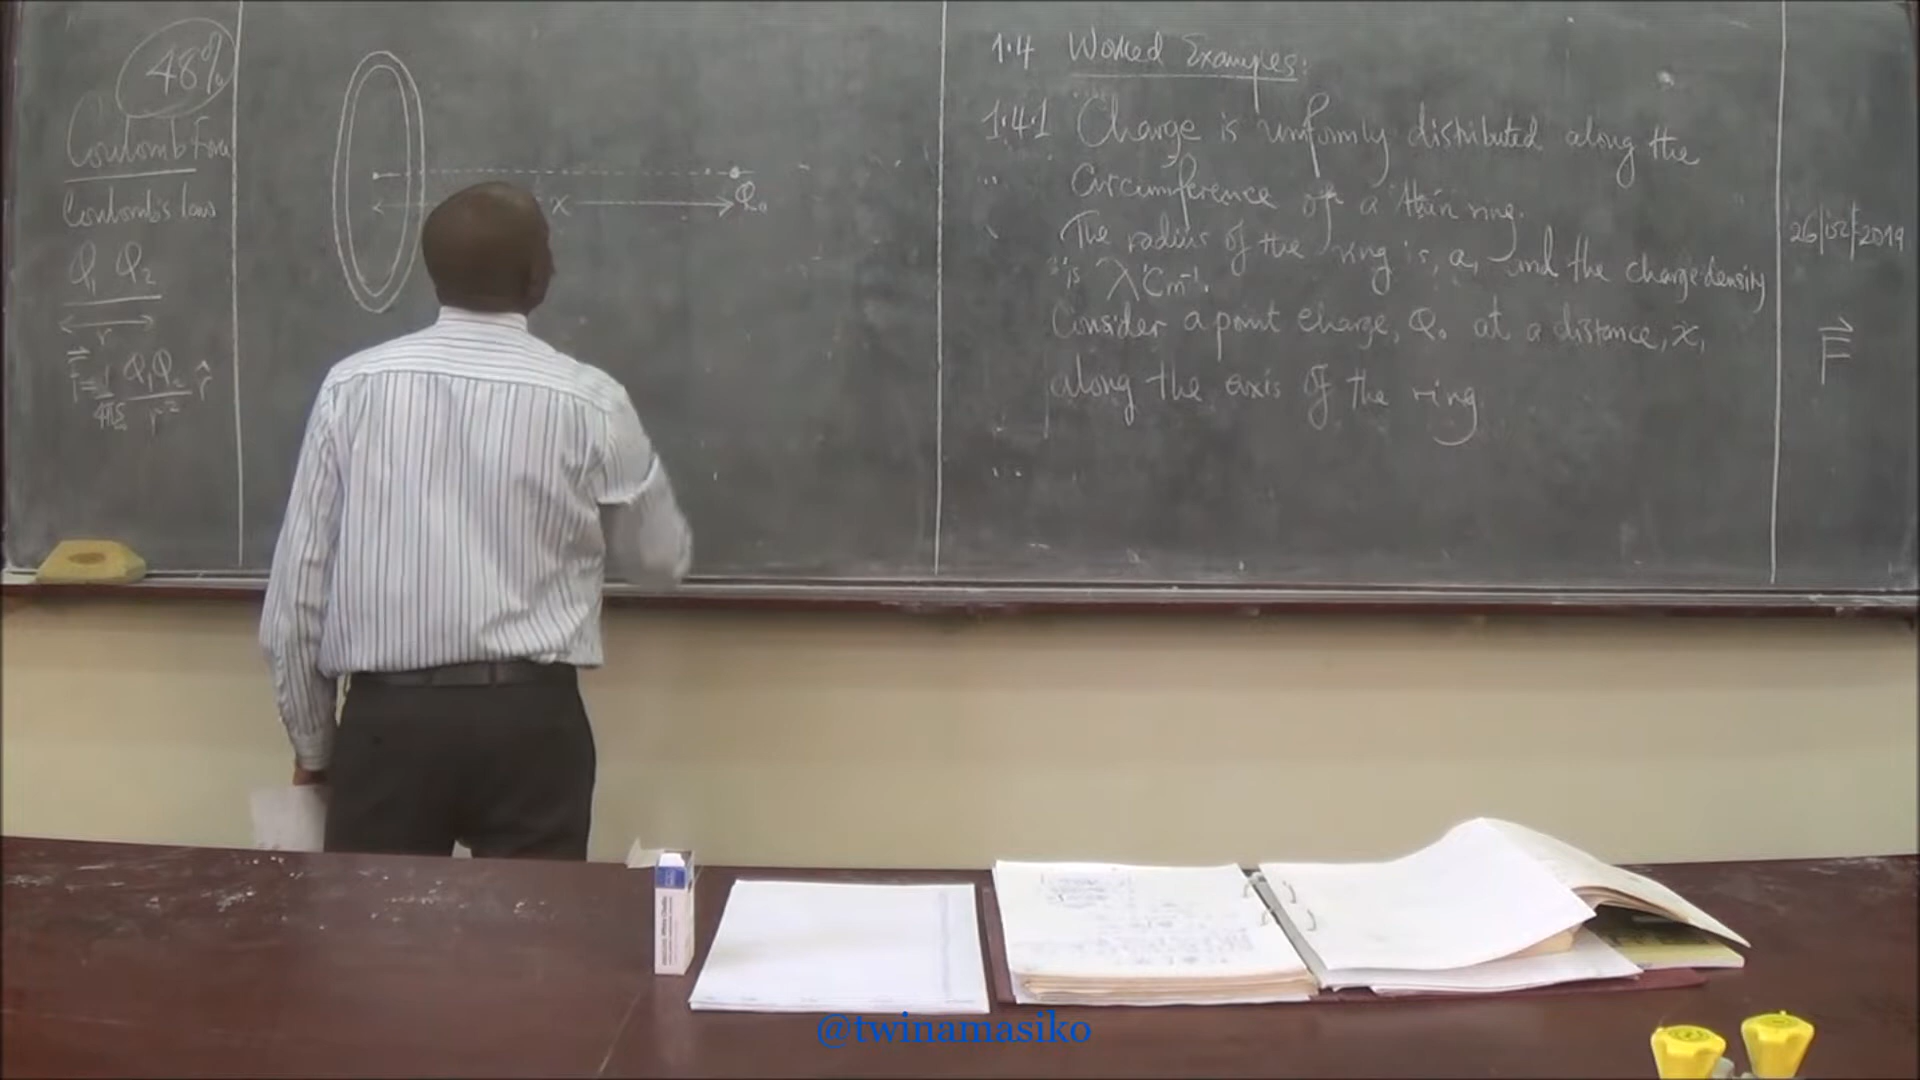 48%
Coulomb Force
Coulomb's law
Q₁ Q₂
r
F⃗ = 1/4πε₀ Q₁Q₂/r² r̂
x
Q₀
1.4 Worked Examples:
1.4.1 Charge is uniformly distributed along the
circumference of a thin ring.
The radius of the ring is, a, and the charge density
is λ Cm⁻¹.
Consider a point charge, Q₀ at a distance, x,
along the axis of the ring
2019
F⃗
@twinamasiko